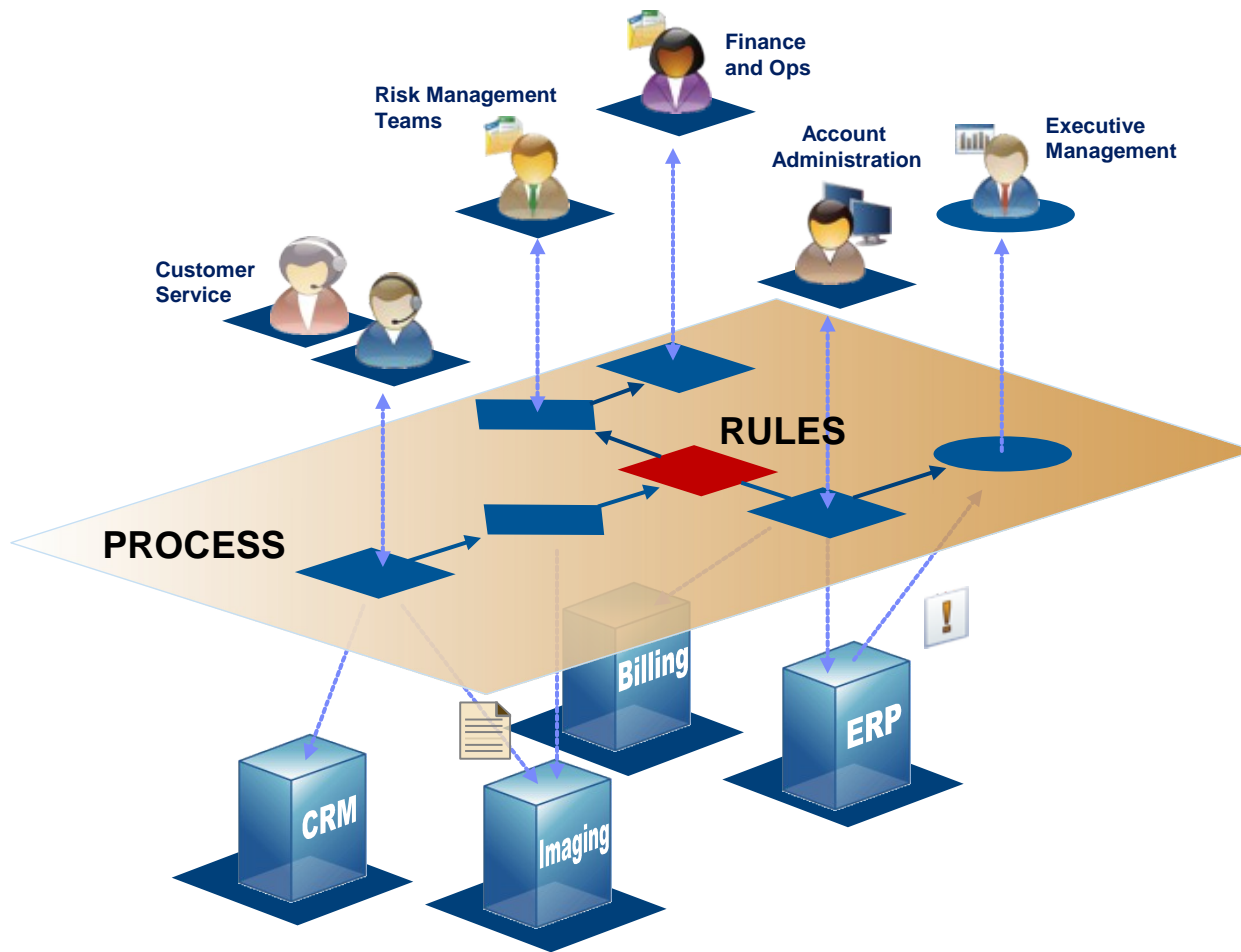 Finance
and Ops
Risk Management
Teams
Account
Administration
Executive
Management
Customer
Service
RULES
PROCESS
Billing
ERP
CRM
Imaging